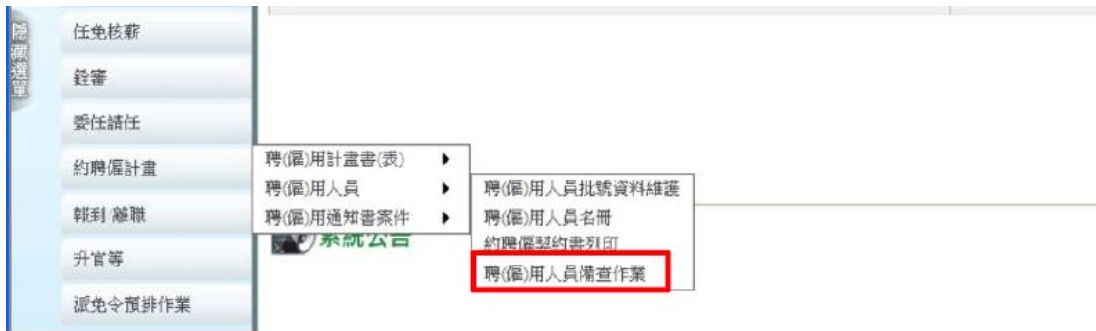 隱藏選單
任免核薪
銓審
委任請任
約聘僱計畫
報到/離職
升官等
派免令預排作業
聘(僱)用計畫書(表)
聘(僱)用人員
聘(僱)用通知書案件
聘(僱)用人員批號資料維護
聘(僱)用人員名冊
約聘僱契約書列印
聘(僱)用人員備查作業
系統公告